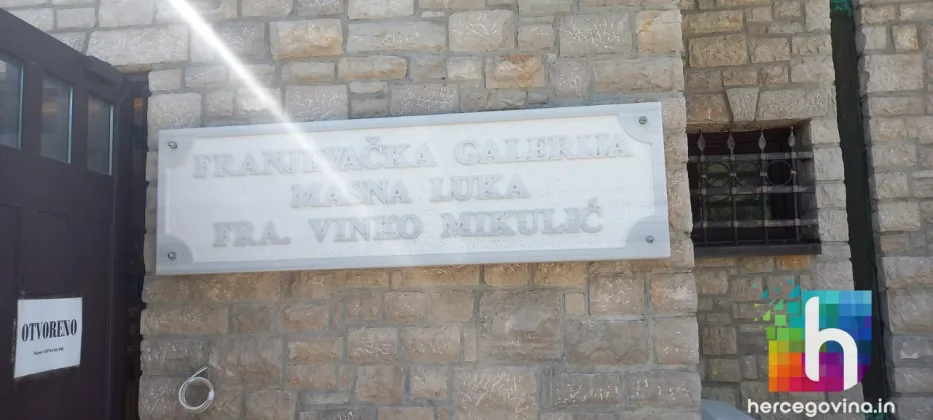 FRANJEVAČKA GALERIJA
MASNA LUKA
FRA. VINKO MIKULIĆ
OTVORENO
h
hercegovina.in